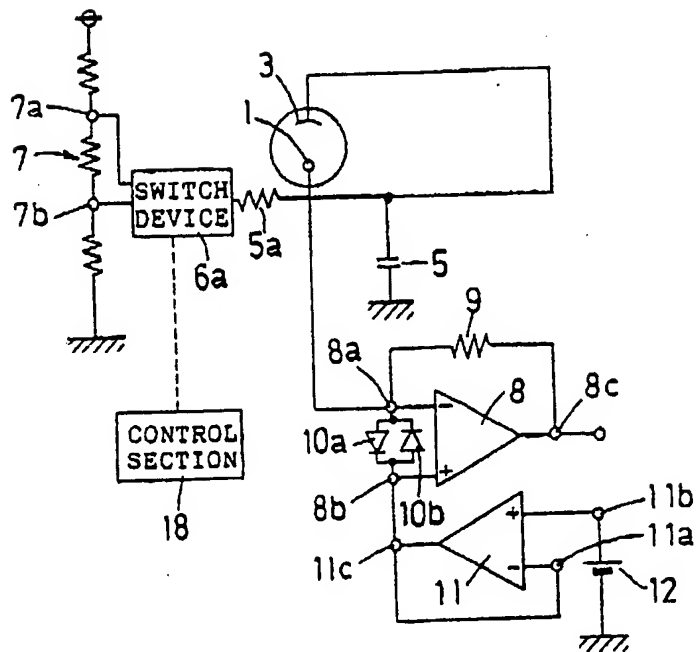 7a
7
7b
3
1
SWITCH
DEVICE
6a
5a
5
9
8a
8
8c
10a
10b
8b
CONTROL
SECTION
18
11b
11a
11c
11
12